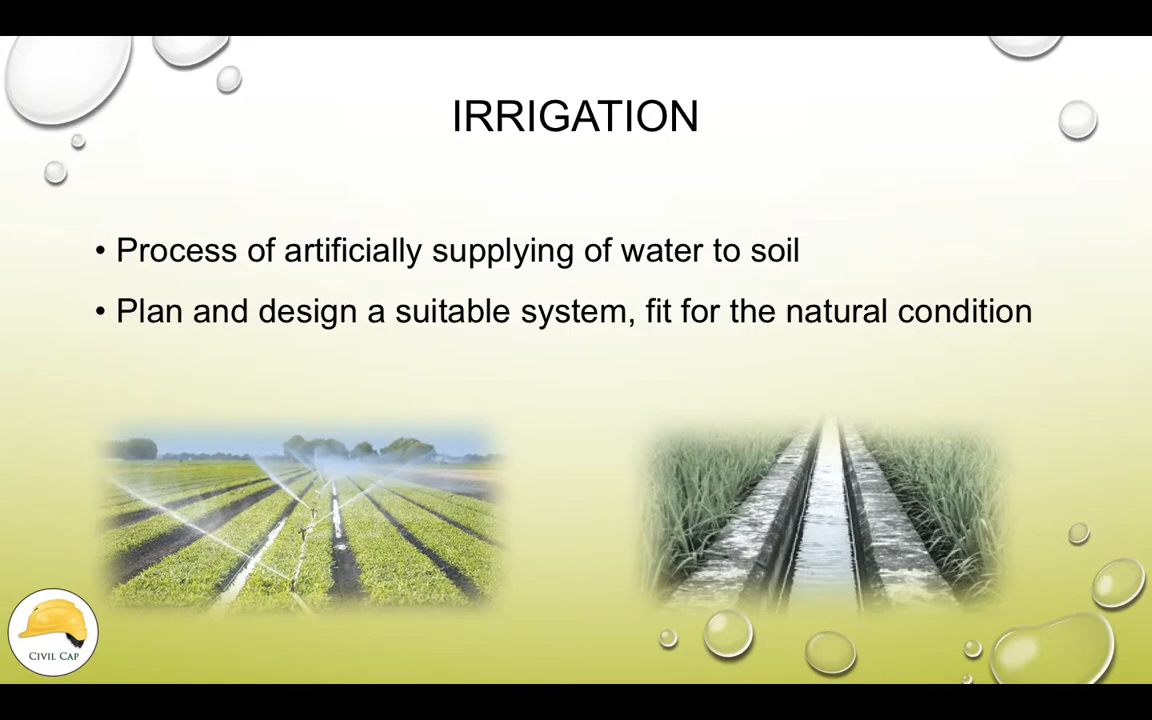 IRRIGATION
• Process of artificially supplying of water to soil
• Plan and design a suitable system, fit for the natural condition
CIVIL CAP